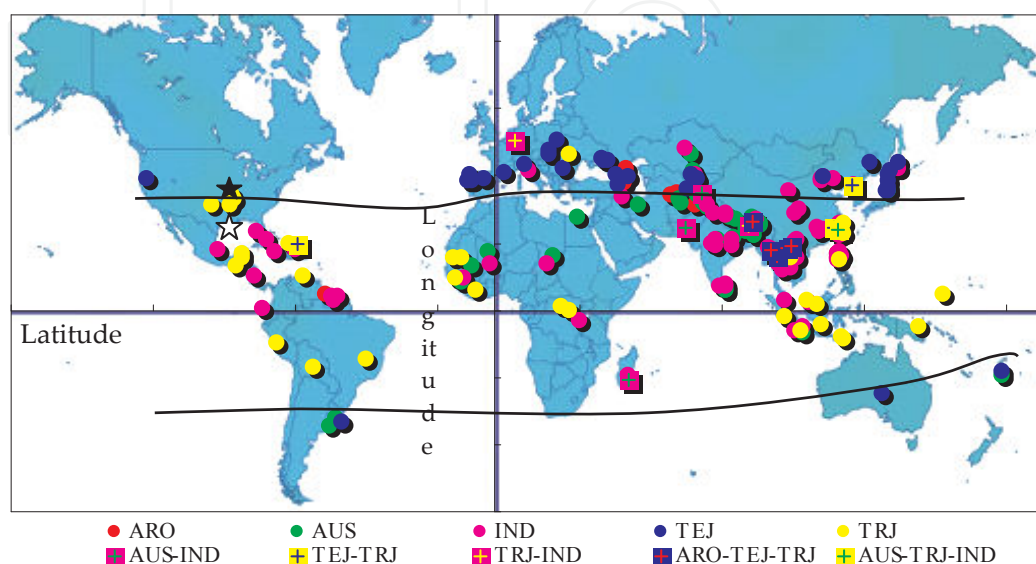 L
o
n
g
it
u
d
e
Latitude
ARO AUS IND TEJ TRJ
AUS-IND TEJ-TRJ TRJ-IND ARO-TEJ-TRJ AUS-TRJ-IND